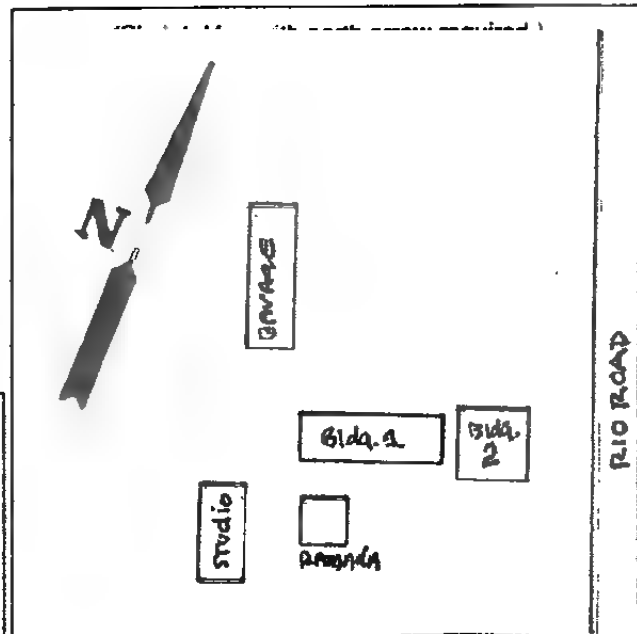 N
GARAGE
Bldg. 1
Bldg.
2
STUDIO
RAMADA
RIO ROAD